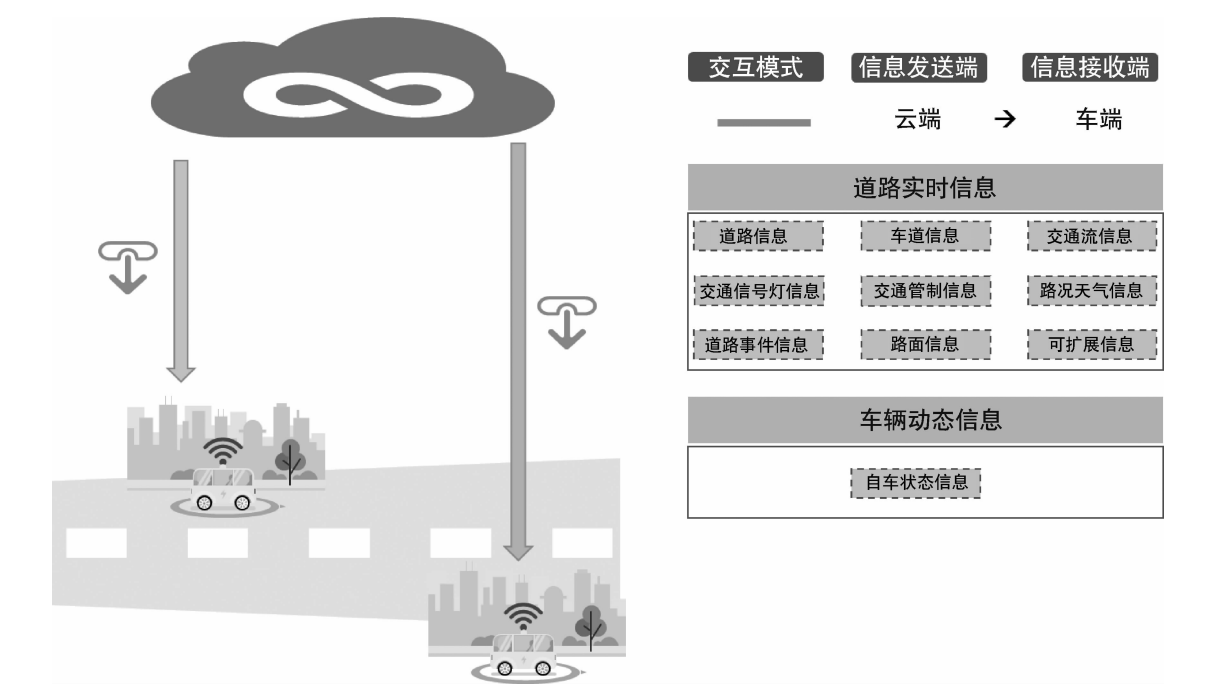 交互模式 信息发送端 信息接收端
云端 → 车端
道路实时信息
道路信息 车道信息 交通流信息
交通信号灯信息 交通管制信息 路况天气信息
道路事件信息 路面信息 可扩展信息
车辆动态信息
自车状态信息